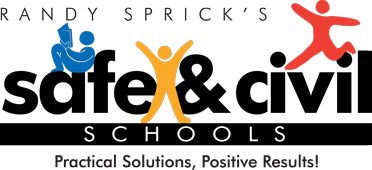 RANDY SPRICK'S
safe & civil
SCHOOLS
Practical Solutions, Positive Results!